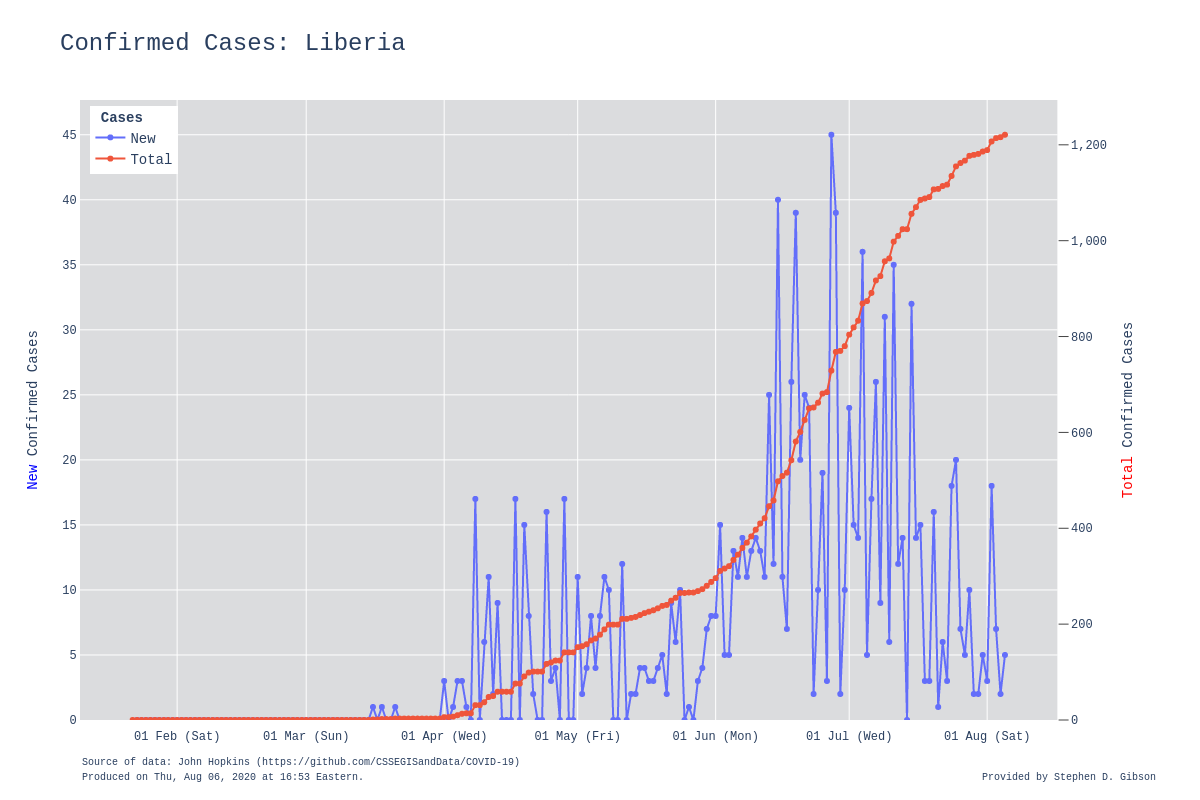 Confirmed Cases: Liberia
Cases
New
Total
45
40
35
30
25
20
15
10
5
0
1,200
1,000
800
600
400
200
0
New Confirmed Cases
Total Confirmed Cases
01 Feb (Sat) 01 Mar (Sun) 01 Apr (Wed) 01 May (Fri) 01 Jun (Mon) 01 Jul (Wed) 01 Aug (Sat)
Source of data: John Hopkins (https://github.com/CSSEGISandData/COVID-19)
Produced on Thu, Aug 06, 2020 at 16:53 Eastern.
Provided by Stephen D. Gibson